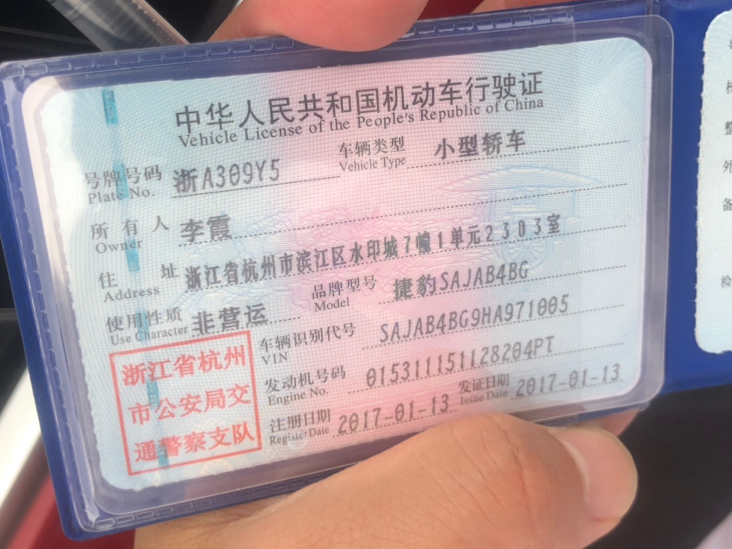 中华人民共和国机动车行驶证
Vehicle License of the People's Republic of China
号牌号码 浙A309Y5 车辆类型 小型轿车
Plate No. Vehicle Type
所有人 李霞
Owner
住址 浙江省杭州市滨江区水印城7幢1单元2303室
Address
使用性质 非营运 品牌型号 捷豹SAJAB4BG
Use Character Model
车辆识别代号 SAJAB4BG9HA971005
VIN
发动机号码 015311151128204PT
Engine No.
注册日期 2017-01-13 发证日期 2017-01-13
Register Date Issue Date
浙江省杭州
市公安局交
通警察支队